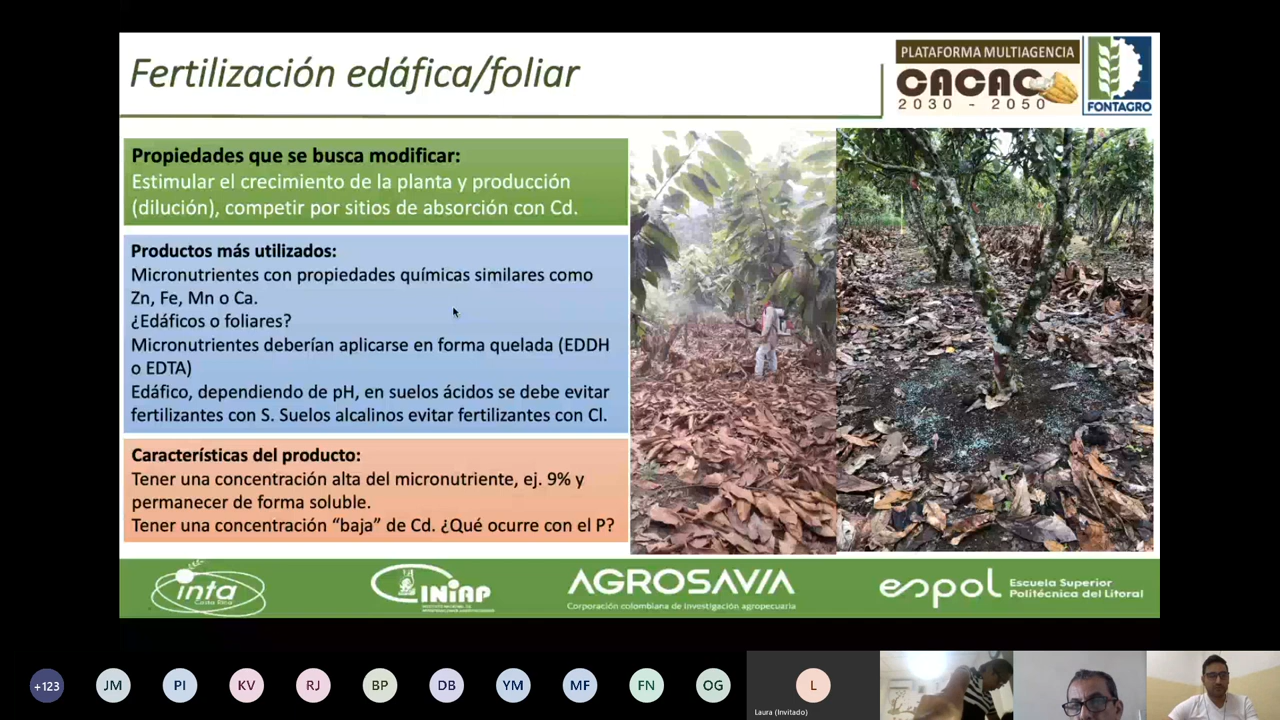 Fertilización edáfica/foliar
PLATAFORMA MULTIAGENCIA
CACAO
2030 - 2050
FONTAGRO
Propiedades que se busca modificar:
Estimular el crecimiento de la planta y producción
(dilución), competir por sitios de absorción con Cd.
Productos más utilizados:
Micronutrientes con propiedades químicas similares como
Zn, Fe, Mn o Ca.
¿Edáficos o foliares?
Micronutrientes deberían aplicarse en forma quelada (EDDH
o EDTA)
Edáfico, dependiendo de pH, en suelos ácidos se debe evitar
fertilizantes con S. Suelos alcalinos evitar fertilizantes con Cl.
Características del producto:
Tener una concentración alta del micronutriente, ej. 9% y
permanecer de forma soluble.
Tener una concentración “baja” de Cd. ¿Qué ocurre con el P?
inta
Costa Rica
INIAP
AGROSAVIA
Corporación colombiana de investigación agropecuaria
espol
Escuela Superior
Politécnica del Litoral
+123
JM
PI
KV
RJ
BP
DB
YM
MF
FN
OG
L
Laura (Invitado)